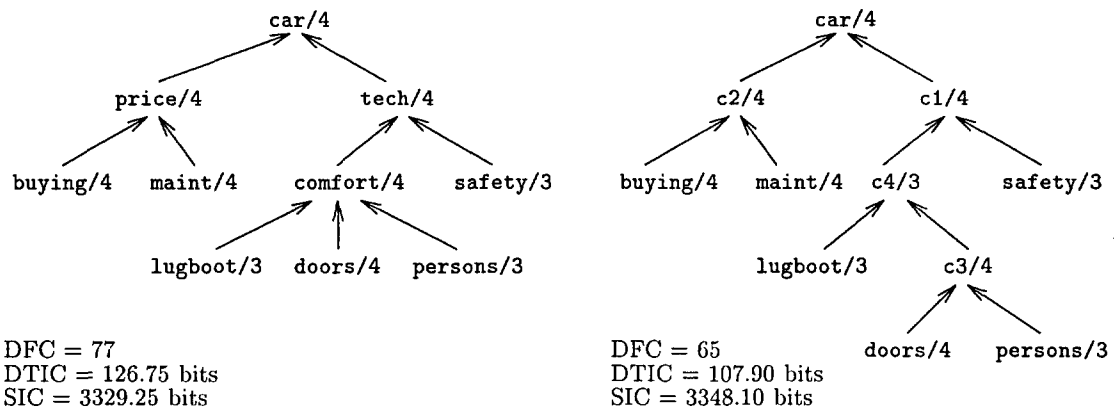 car/4 car/4
price/4 tech/4 c2/4 c1/4
buying/4 maint/4 comfort/4 safety/3 buying/4 maint/4 c4/3 safety/3
lugboot/3 doors/4 persons/3 lugboot/3 c3/4
DFC = 77 DFC = 65 doors/4 persons/3
DTIC = 126.75 bits DTIC = 107.90 bits
SIC = 3329.25 bits SIC = 3348.10 bits